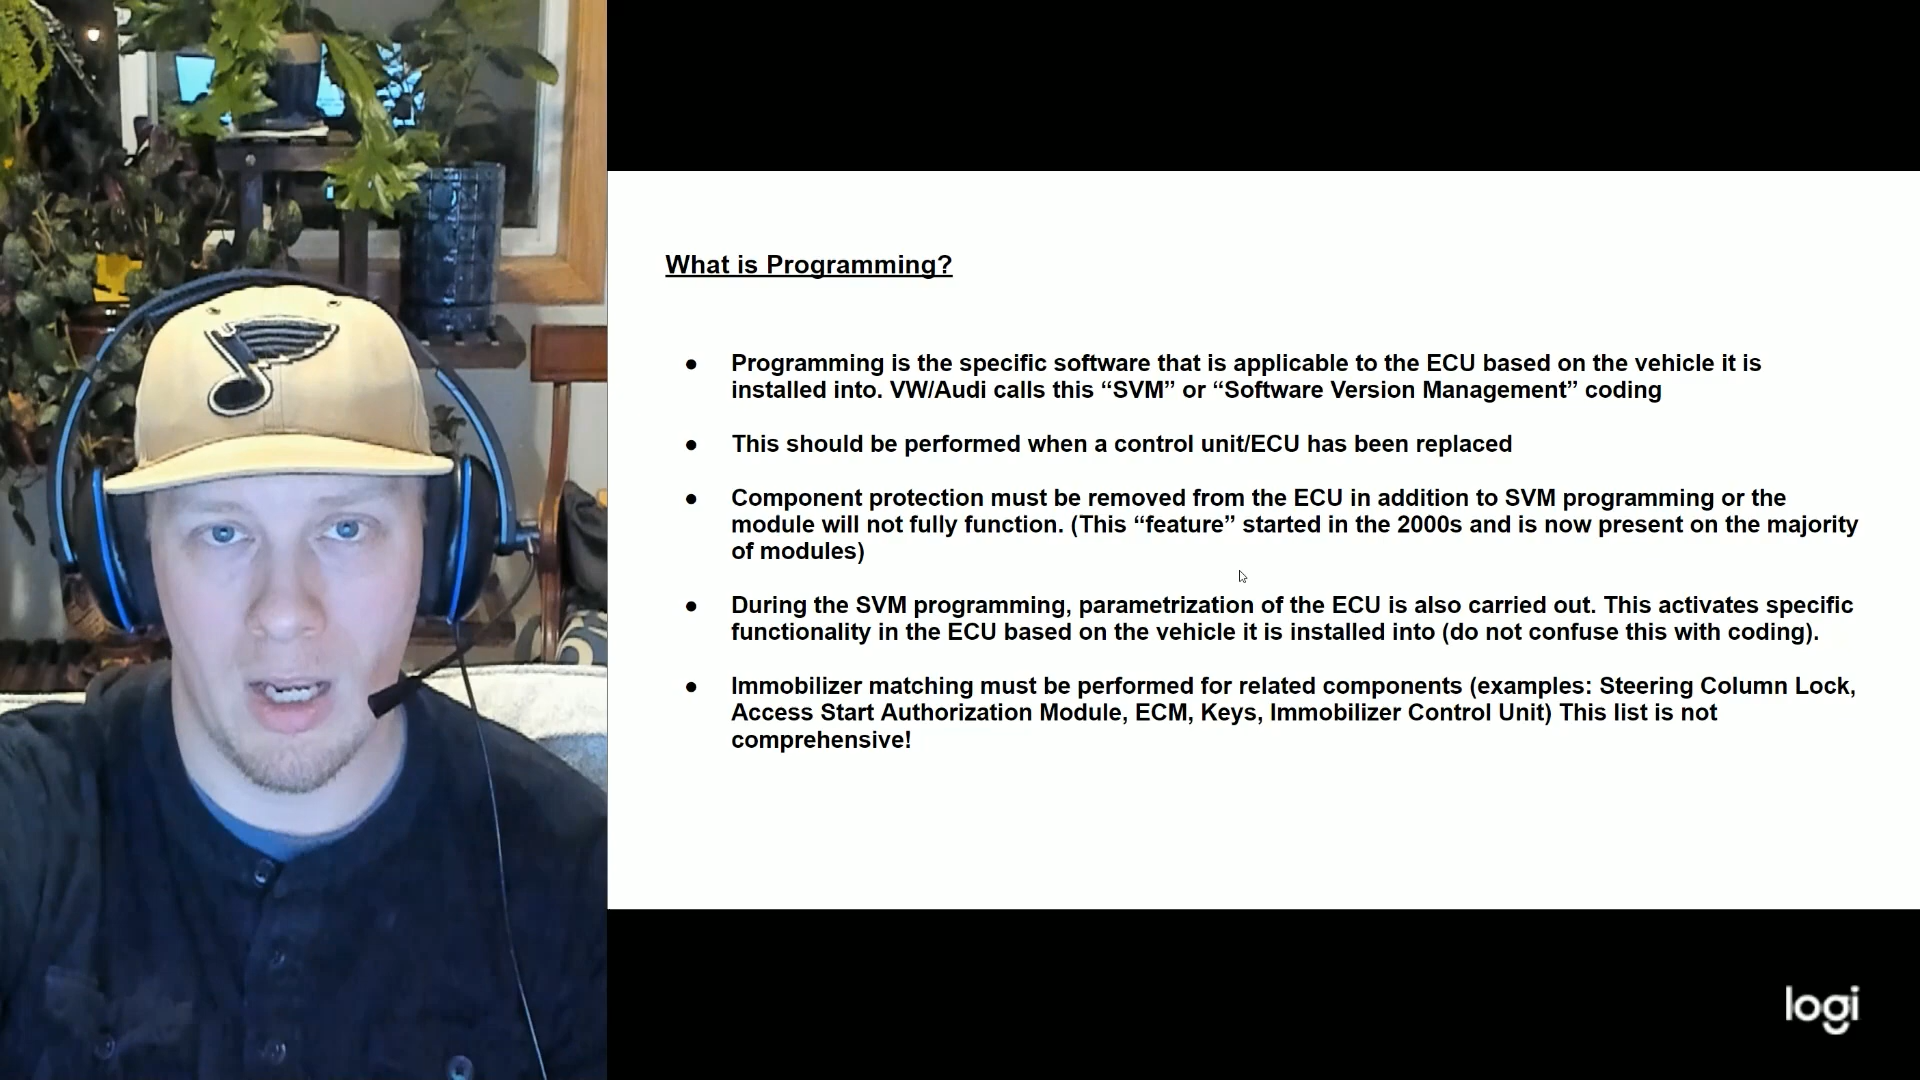 What is Programming?
● Programming is the specific software that is applicable to the ECU based on the vehicle it is
installed into. VW/Audi calls this “SVM” or “Software Version Management” coding
● This should be performed when a control unit/ECU has been replaced
● Component protection must be removed from the ECU in addition to SVM programming or the
module will not fully function. (This “feature” started in the 2000s and is now present on the majority
of modules)
● During the SVM programming, parametrization of the ECU is also carried out. This activates specific
functionality in the ECU based on the vehicle it is installed into (do not confuse this with coding).
● Immobilizer matching must be performed for related components (examples: Steering Column Lock,
Access Start Authorization Module, ECM, Keys, Immobilizer Control Unit) This list is not
comprehensive!
logi